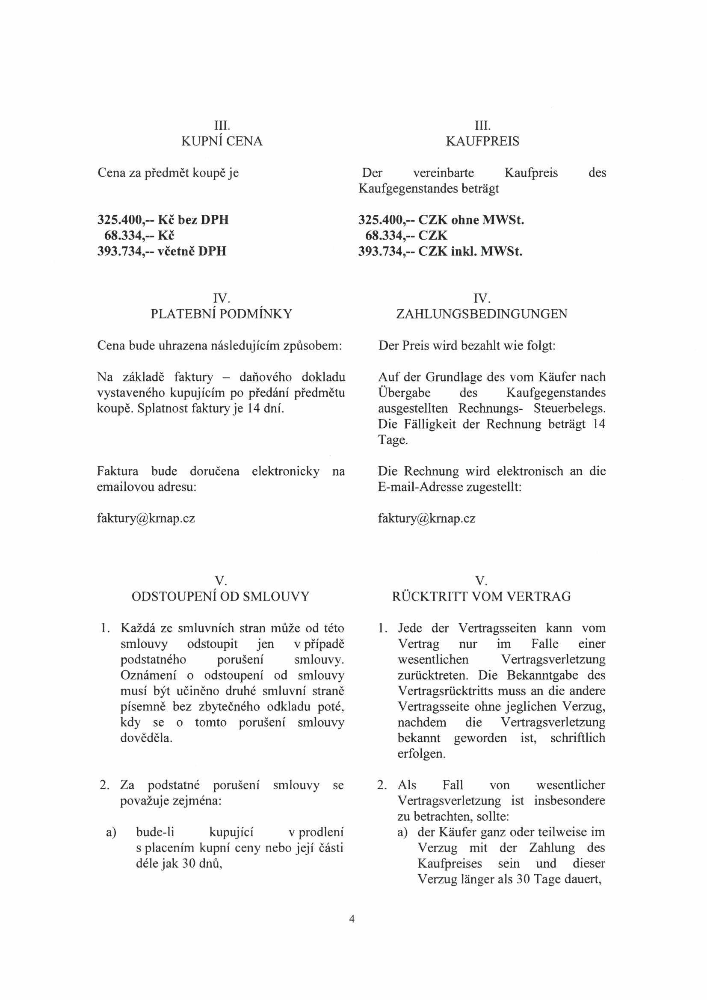 III.
KUPNÍ CENA
Cena za předmět koupě je
325.400,-- Kč bez DPH
68.334,-- Kč
393.734,-- včetně DPH
IV.
PLATEBNÍ PODMÍNKY
Cena bude uhrazena následujícím způsobem:
Na základě faktury – daňového dokladu
vystaveného kupujícím po předání předmětu
koupě. Splatnost faktury je 14 dní.
Faktura bude doručena elektronicky na
emailovou adresu:
faktury@krnap.cz
V.
ODSTOUPENÍ OD SMLOUVY
1. Každá ze smluvních stran může od této
smlouvy odstoupit jen v případě
podstatného porušení smlouvy.
Oznámení o odstoupení od smlouvy
musí být učiněno druhé smluvní straně
písemně bez zbytečného odkladu poté,
kdy se o tomto porušení smlouvy
dověděla.
2. Za podstatné porušení smlouvy se
považuje zejména:
a) bude-li kupující v prodlení
s placením kupní ceny nebo její části
déle jak 30 dnů,
III.
KAUFPREIS
Der vereinbarte Kaufpreis des
Kaufgegenstandes beträgt
325.400,-- CZK ohne MWSt.
68.334,-- CZK
393.734,-- CZK inkl. MWSt.
IV.
ZAHLUNGSBEDINGUNGEN
Der Preis wird bezahlt wie folgt:
Auf der Grundlage des vom Käufer nach
Übergabe des Kaufgegenstandes
ausgestellten Rechnungs- Steuerbelegs.
Die Fälligkeit der Rechnung beträgt 14
Tage.
Die Rechnung wird elektronisch an die
E-mail-Adresse zugestellt:
faktury@krnap.cz
V.
RÜCKTRITT VOM VERTRAG
1. Jede der Vertragsseiten kann vom
Vertrag nur im Falle einer
wesentlichen Vertragsverletzung
zurücktreten. Die Bekanntgabe des
Vertragsrücktritts muss an die andere
Vertragsseite ohne jeglichen Verzug,
nachdem die Vertragsverletzung
bekannt geworden ist, schriftlich
erfolgen.
2. Als Fall von wesentlicher
Vertragsverletzung ist insbesondere
zu betrachten, sollte:
a) der Käufer ganz oder teilweise im
Verzug mit der Zahlung des
Kaufpreises sein und dieser
Verzug länger als 30 Tage dauert,
4